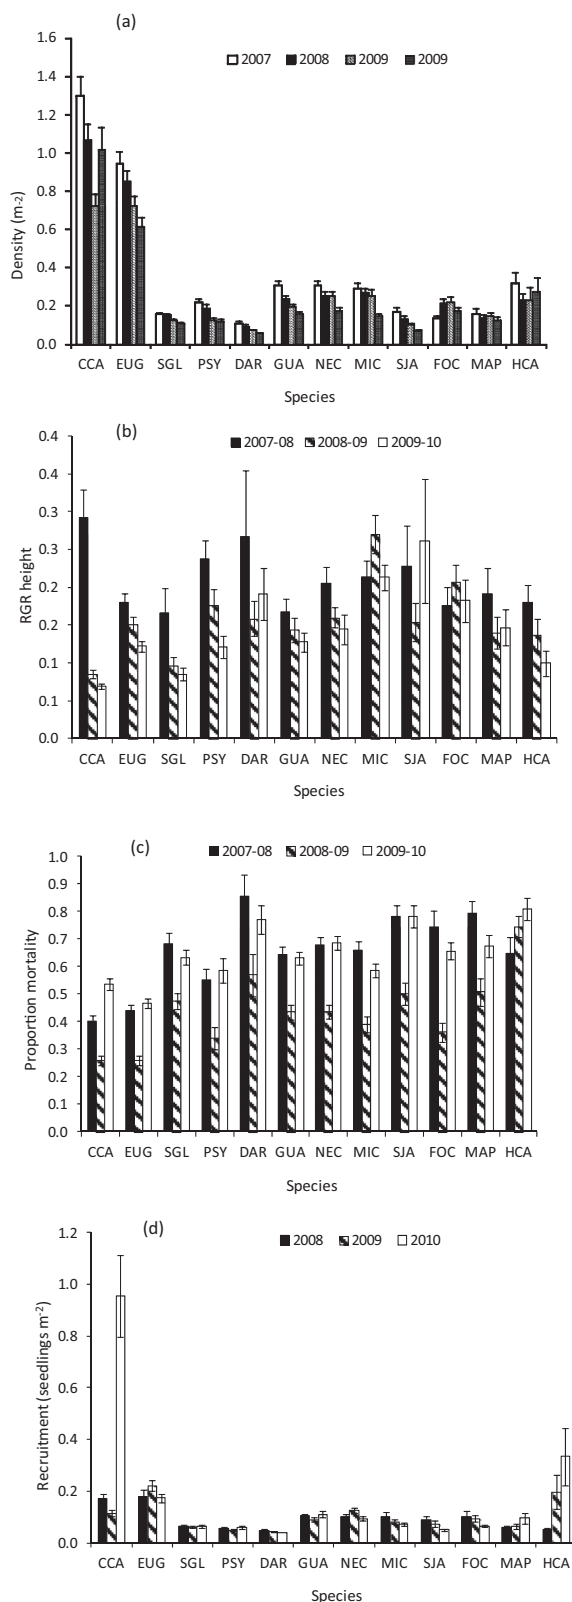 (a)
1.6
2007 2008 2009 2009
1.4
1.2
1.0
0.8
0.6
0.4
0.2
0.0
Density (m-2)
CCA EUG SGL PSY DAR GUA NEC MIC SJA FOC MAP HCA
Species
(b)
0.4
2007-08 2008-09 2009-10
0.4
0.3
0.3
0.2
0.2
0.1
0.1
0.0
RGR height
CCA EUG SGL PSY DAR GUA NEC MIC SJA FOC MAP HCA
Species
(c)
2007-08 2008-09 2009-10
1.0
0.9
0.8
0.7
0.6
0.5
0.4
0.3
0.2
0.1
0.0
Proportion mortality
CCA EUG SGL PSY DAR GUA NEC MIC SJA FOC MAP HCA
Species
(d)
1.2
2008 2009 2010
1.0
0.8
0.6
0.4
0.2
0.0
Recruitment (seedlings m-2)
CCA EUG SGL PSY DAR GUA NEC MIC SJA FOC MAP HCA
Species